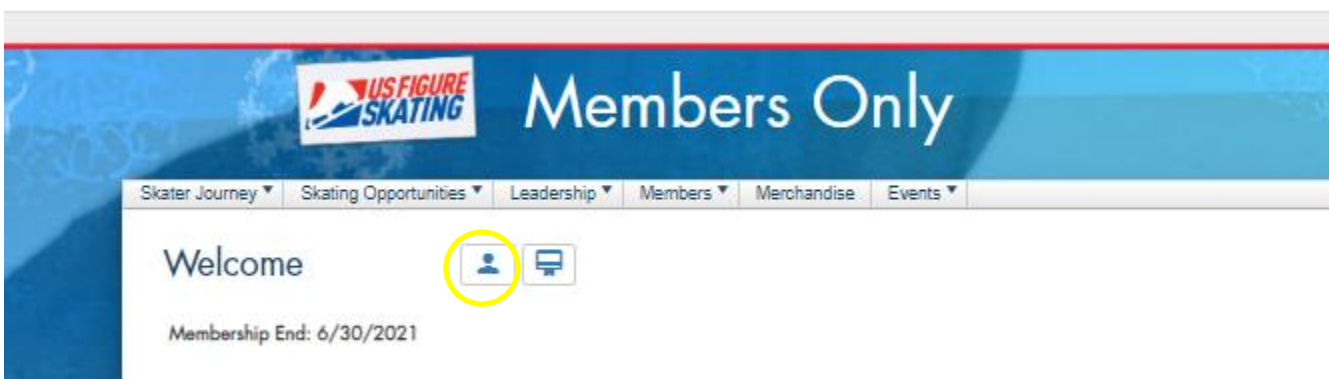 US FIGURE
SKATING
Members Only
Skater Journey ▼ Skating Opportunities ▼ Leadership ▼ Members ▼ Merchandise Events ▼
Welcome
Membership End: 6/30/2021